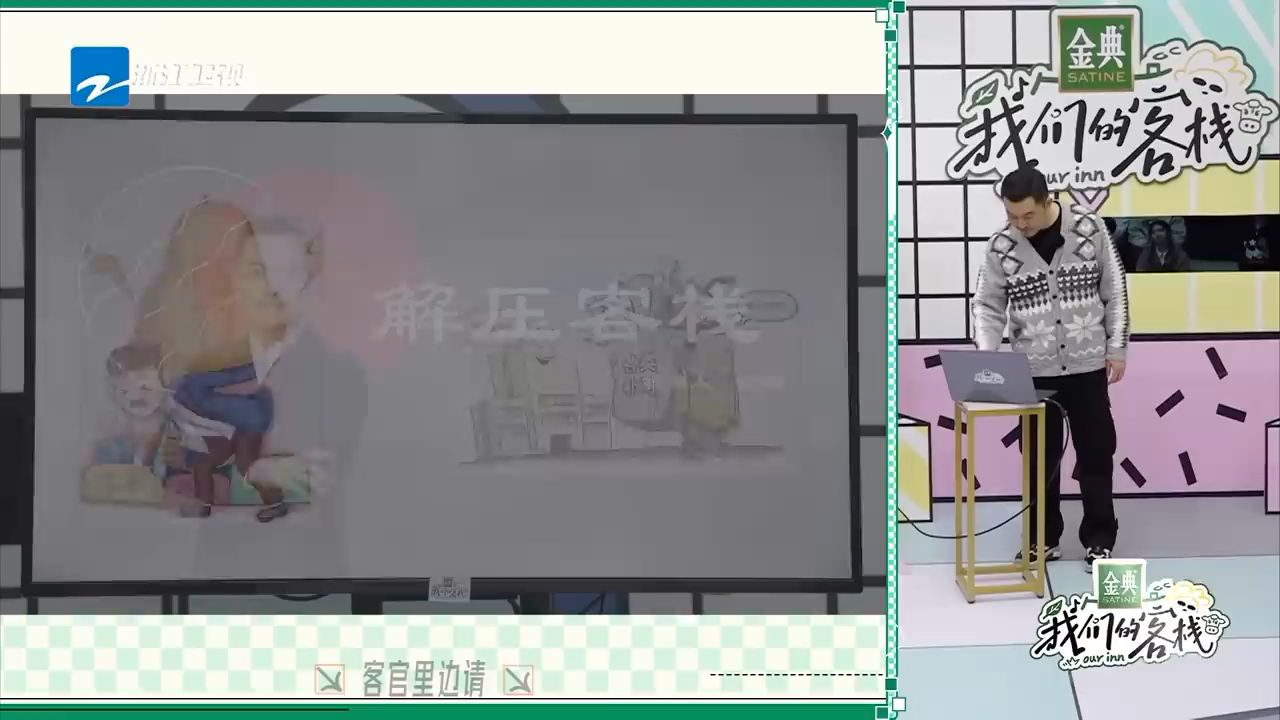 浙江卫视
解压客栈
客官里边请
金典
SATINE
我们的客栈
our inn
金典
SATINE
我们的客栈
our inn